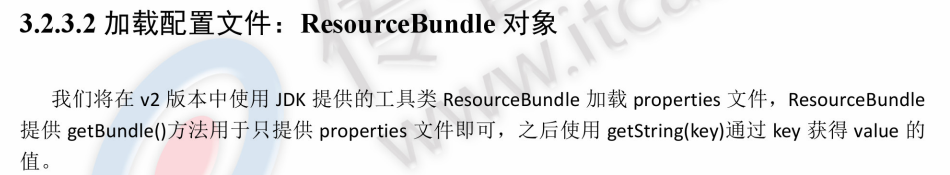 3.2.3.2 加载配置文件：ResourceBundle 对象
我们将在 v2 版本中使用 JDK 提供的工具类 ResourceBundle 加载 properties 文件，ResourceBundle
提供 getBundle()方法用于只提供 properties 文件即可，之后使用 getString(key)通过 key 获得 value 的
值。
www.itca